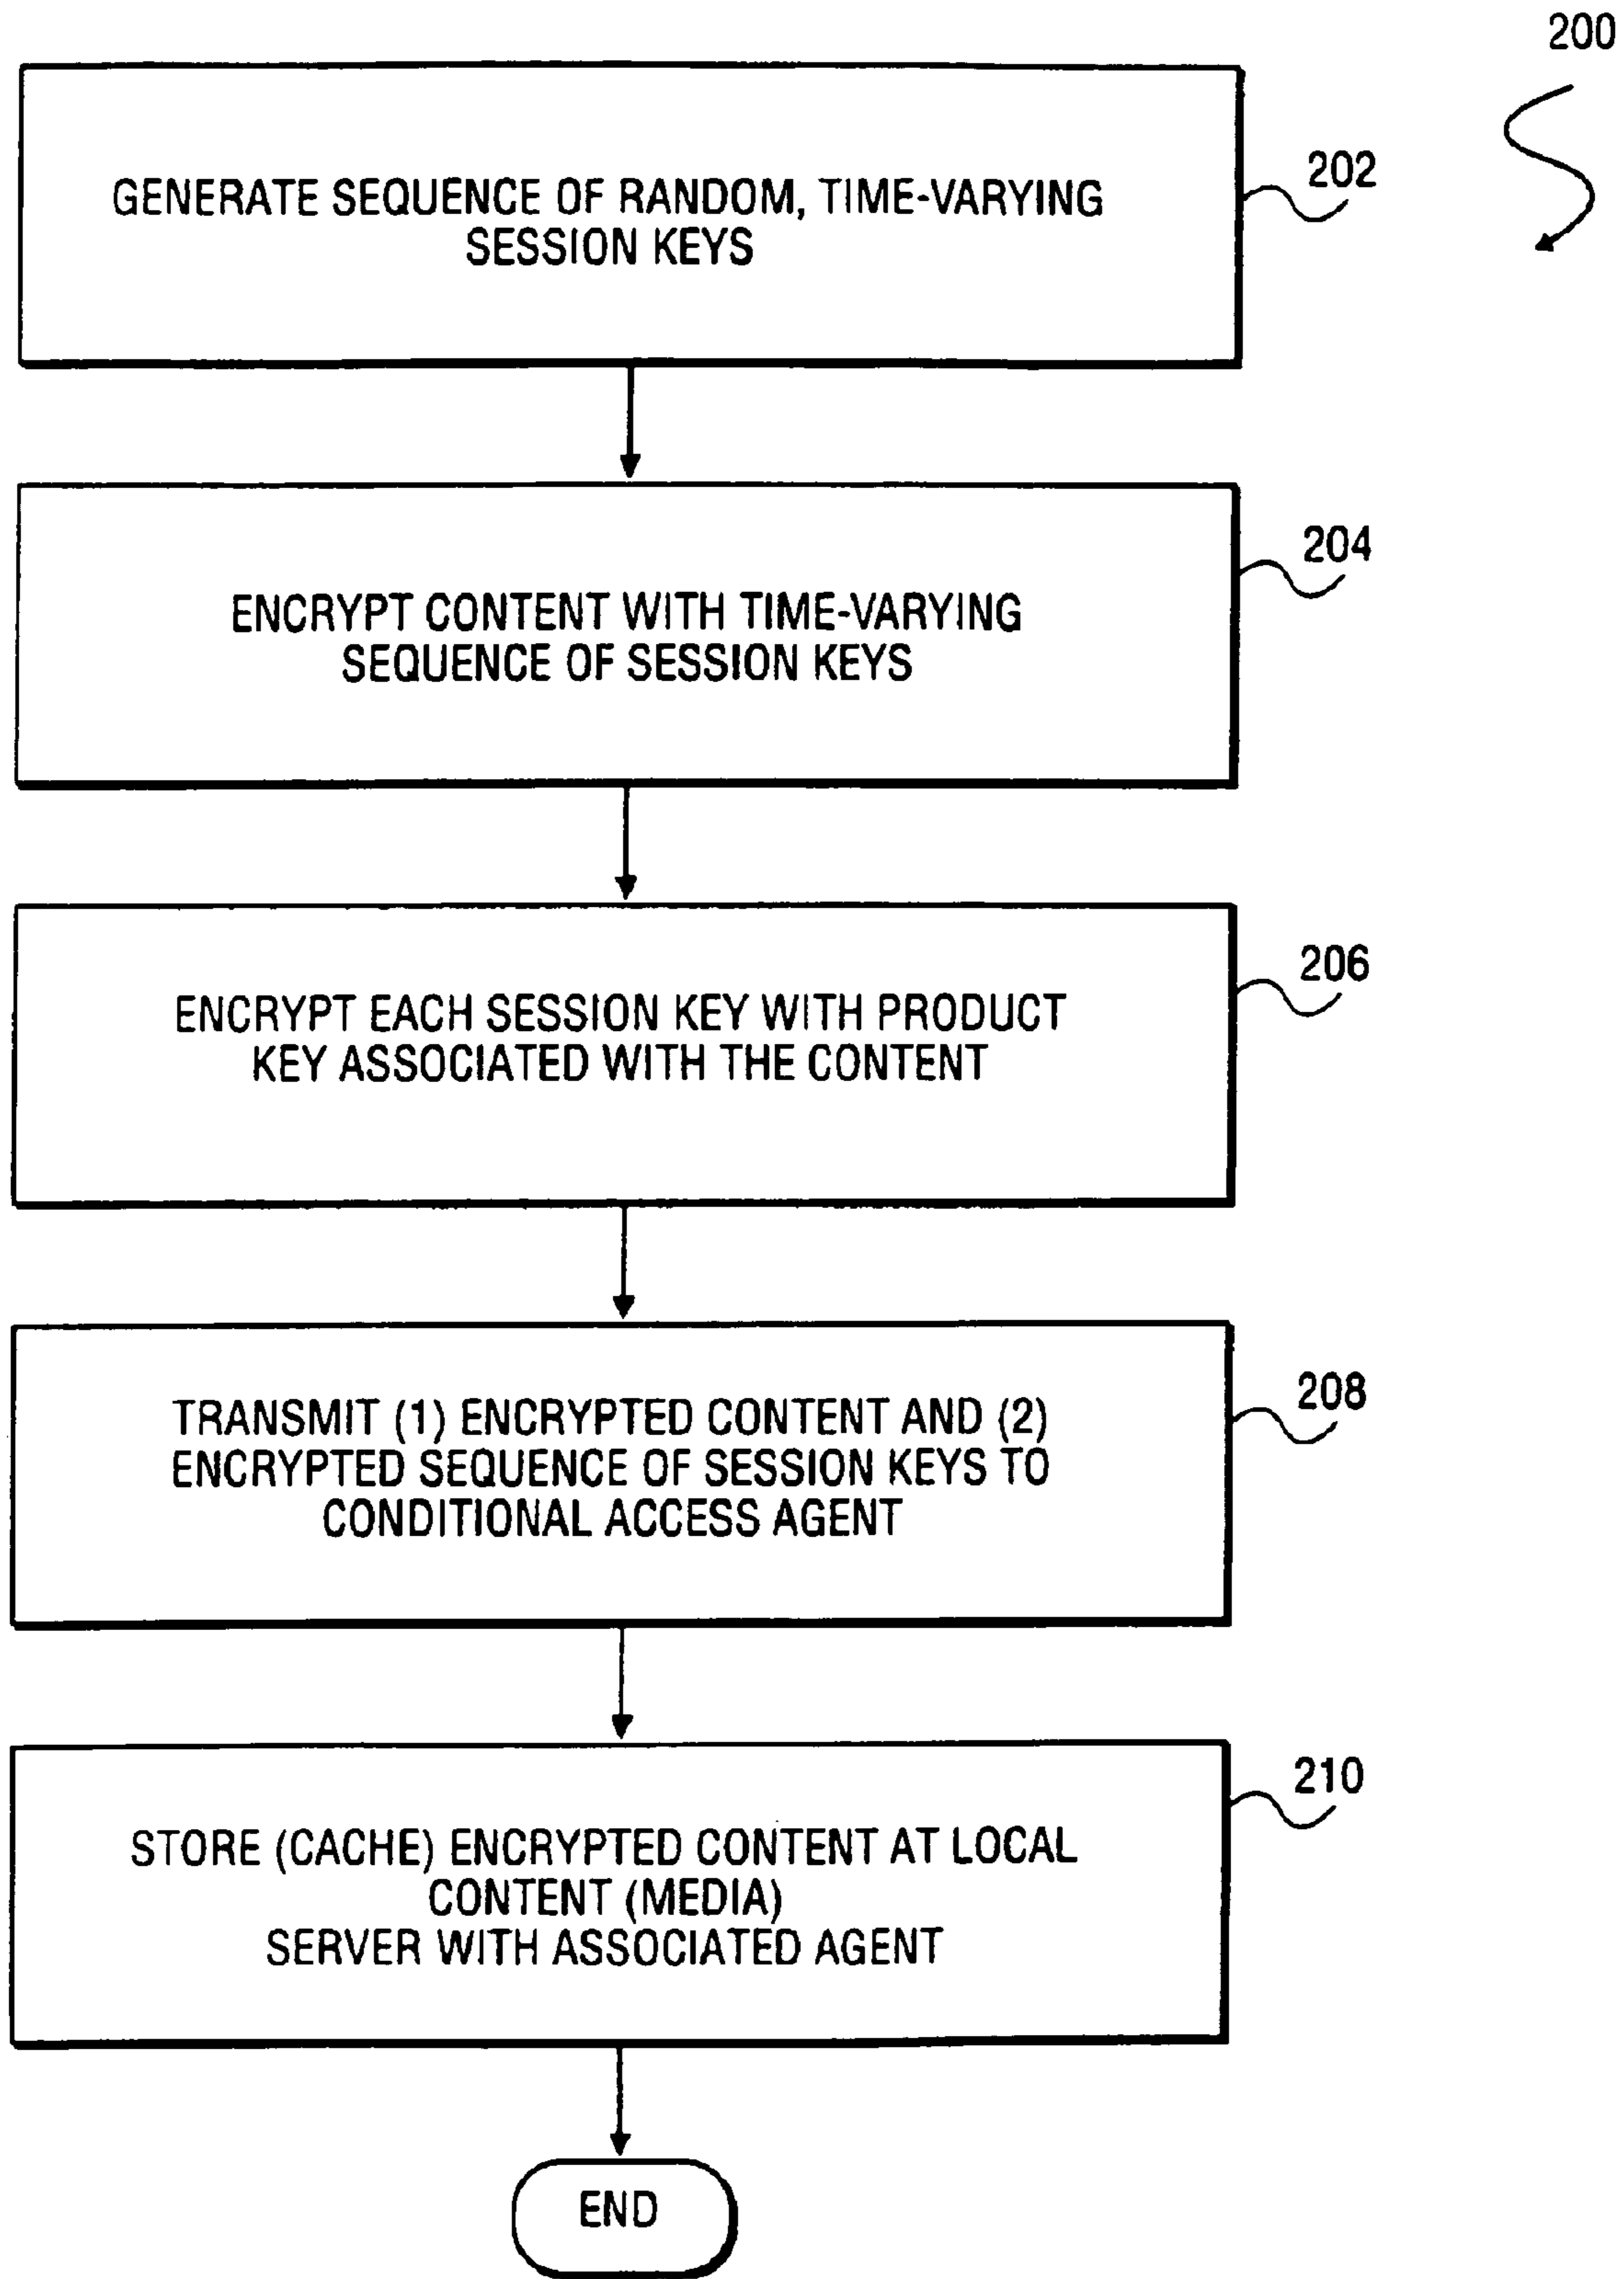 200
GENERATE SEQUENCE OF RANDOM, TIME-VARYING
SESSION KEYS
202
ENCRYPT CONTENT WITH TIME-VARYING
SEQUENCE OF SESSION KEYS
204
ENCRYPT EACH SESSION KEY WITH PRODUCT
KEY ASSOCIATED WITH THE CONTENT
206
TRANSMIT (1) ENCRYPTED CONTENT AND (2)
ENCRYPTED SEQUENCE OF SESSION KEYS TO
CONDITIONAL ACCESS AGENT
208
STORE (CACHE) ENCRYPTED CONTENT AT LOCAL
CONTENT (MEDIA)
SERVER WITH ASSOCIATED AGENT
210
END